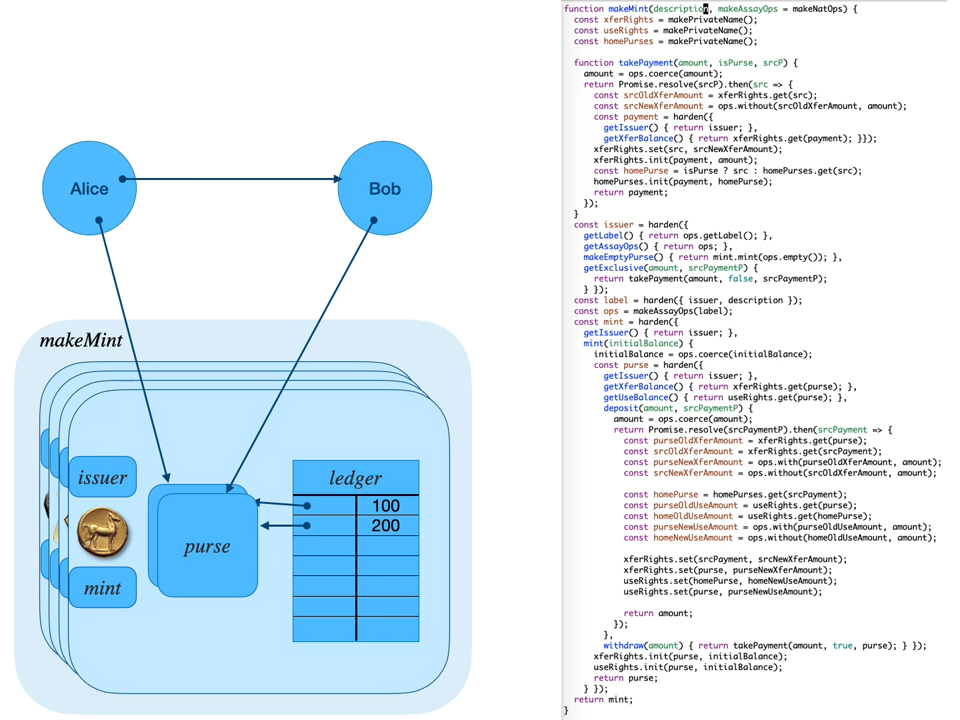 Alice
Bob
makeMint
issuer
mint
purse
ledger
100
200
function makeMint(description, makeAssayOps = makeNatOps) {
  const xferRights = makePrivateName();
  const useRights = makePrivateName();
  const homePurses = makePrivateName();

  function takePayment(amount, isPurse, srcP) {
    amount = ops.coerce(amount);
    return Promise.resolve(srcP).then(src => {
      const srcOldXferAmount = xferRights.get(src);
      const srcNewXferAmount = ops.without(srcOldXferAmount, amount);
      const payment = harden({
        getIssuer() { return issuer; },
        getXferBalance() { return xferRights.get(payment); }});
      xferRights.set(src, srcNewXferAmount);
      xferRights.init(payment, amount);
      const homePurse = isPurse ? src : homePurses.get(src);
      homePurses.init(payment, homePurse);
      return payment;
    });
  }
  const issuer = harden({
    getLabel() { return ops.getLabel(); },
    getAssayOps() { return ops; },
    makeEmptyPurse() { return mint.mint(ops.empty()); },
    getExclusive(amount, srcPaymentP) {
      return takePayment(amount, false, srcPaymentP);
    } });
  const label = harden({ issuer, description });
  const ops = makeAssayOps(label);
  const mint = harden({
    getIssuer() { return issuer; },
    mint(initialBalance) {
      initialBalance = ops.coerce(initialBalance);
      const purse = harden({
        getIssuer() { return issuer; },
        getXferBalance() { return xferRights.get(purse); },
        getUseBalance() { return useRights.get(purse); },
        deposit(amount, srcPaymentP) {
          amount = ops.coerce(amount);
          return Promise.resolve(srcPaymentP).then(srcPayment => {
            const purseOldXferAmount = xferRights.get(purse);
            const srcOldXferAmount = xferRights.get(srcPayment);
            const purseNewXferAmount = ops.with(purseOldXferAmount, amount);
            const srcNewXferAmount = ops.without(srcOldXferAmount, amount);

            const homePurse = homePurses.get(srcPayment);
            const purseOldUseAmount = useRights.get(purse);
            const homeOldUseAmount = useRights.get(homePurse);
            const purseNewUseAmount = ops.with(purseOldUseAmount, amount);
            const homeNewUseAmount = ops.without(homeOldUseAmount, amount);

            xferRights.set(srcPayment, srcNewXferAmount);
            xferRights.set(purse, purseNewXferAmount);
            useRights.set(homePurse, homeNewUseAmount);
            useRights.set(purse, purseNewUseAmount);

            return amount;
          });
        },
        withdraw(amount) { return takePayment(amount, true, purse); } });
      xferRights.init(purse, initialBalance);
      useRights.init(purse, initialBalance);
      return purse;
    } });
  return mint;
}